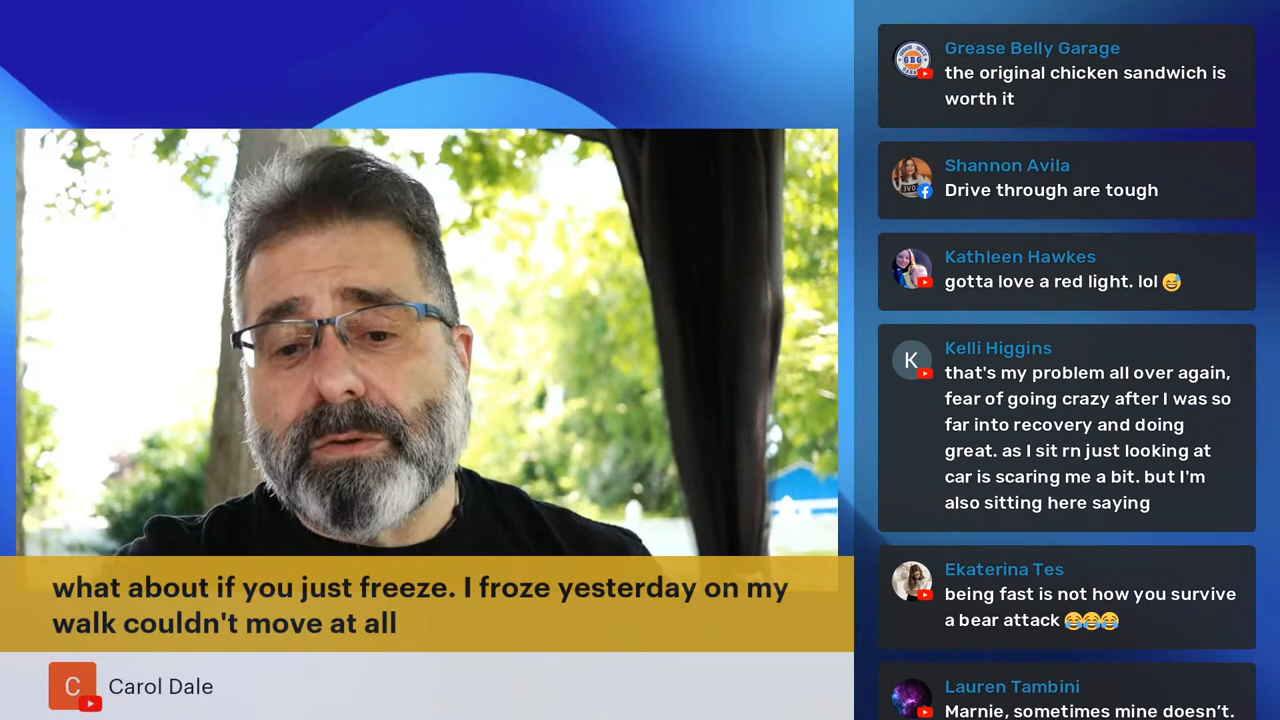 what about if you just freeze. I froze yesterday on my
walk couldn't move at all
C
Carol Dale
GBG
Grease Belly Garage
the original chicken sandwich is
worth it
Shannon Avila
Drive through are tough
Kathleen Hawkes
gotta love a red light. lol 😅
K
Kelli Higgins
that's my problem all over again,
fear of going crazy after I was so
far into recovery and doing
great. as I sit rn just looking at
car is scaring me a bit. but I'm
also sitting here saying
Ekaterina Tes
being fast is not how you survive
a bear attack 😂😂😂
Lauren Tambini
Marnie, sometimes mine doesn't.